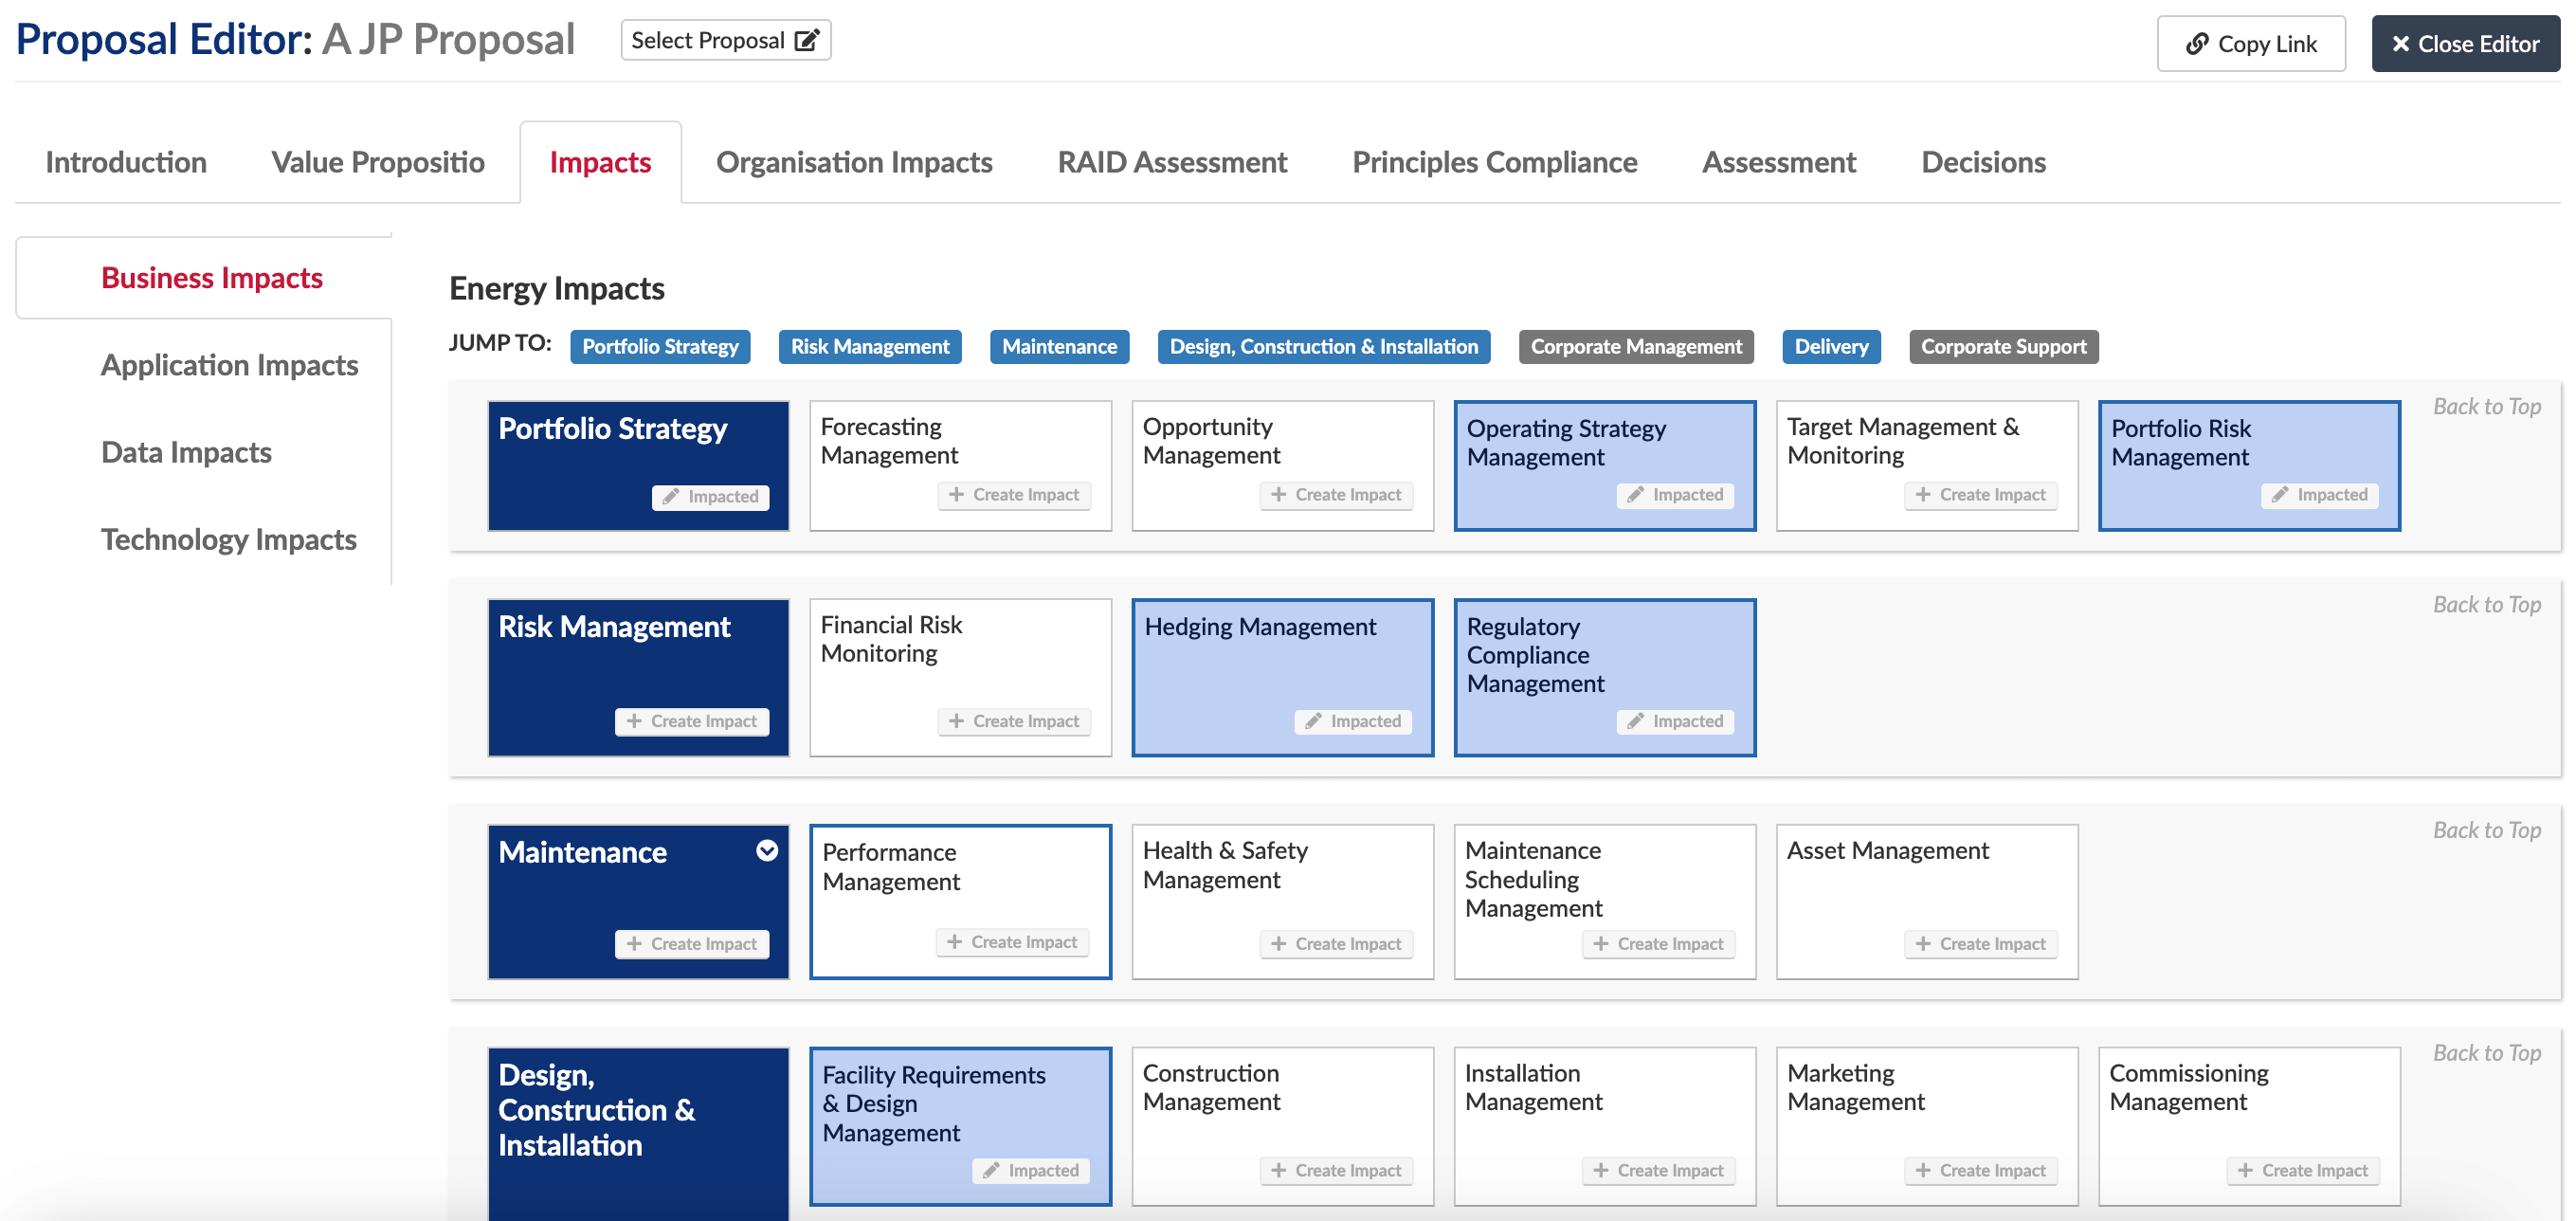 Proposal Editor: A JP Proposal
Select Proposal
Copy Link
Close Editor
Introduction
Value Propositio
Impacts
Organisation Impacts
RAID Assessment
Principles Compliance
Assessment
Decisions
Business Impacts
Application Impacts
Data Impacts
Technology Impacts
Energy Impacts
JUMP TO:
Portfolio Strategy
Risk Management
Maintenance
Design, Construction & Installation
Corporate Management
Delivery
Corporate Support
Back to Top
Portfolio Strategy
Impacted
Forecasting
Management
Create Impact
Opportunity
Management
Create Impact
Operating Strategy
Management
Impacted
Target Management &
Monitoring
Create Impact
Portfolio Risk
Management
Impacted
Back to Top
Risk Management
Create Impact
Financial Risk
Monitoring
Create Impact
Hedging Management
Impacted
Regulatory
Compliance
Management
Impacted
Back to Top
Maintenance
Create Impact
Performance
Management
Create Impact
Health & Safety
Management
Create Impact
Maintenance
Scheduling
Management
Create Impact
Asset Management
Create Impact
Back to Top
Design,
Construction &
Installation
Facility Requirements
& Design
Management
Impacted
Construction
Management
Create Impact
Installation
Management
Create Impact
Marketing
Management
Create Impact
Commissioning
Management
Create Impact